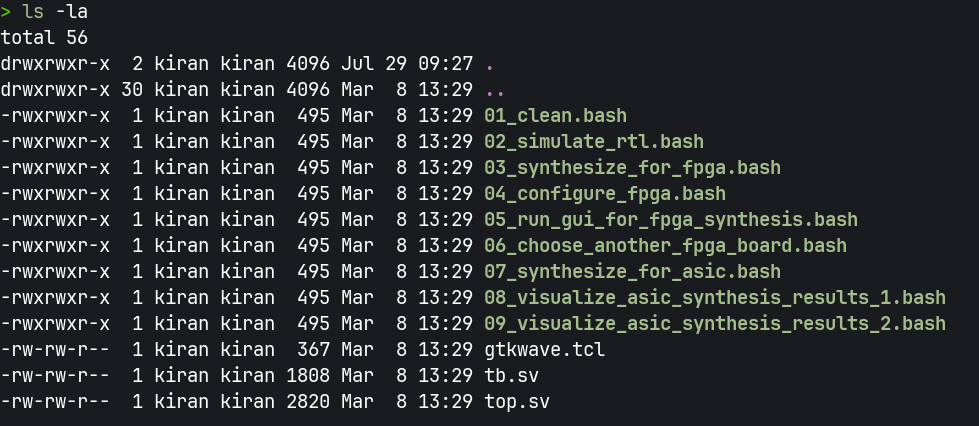 > ls -la
total 56
drwxrwxr-x  2 kiran kiran 4096 Jul 29 09:27 .
drwxrwxr-x 30 kiran kiran 4096 Mar  8 13:29 ..
-rwxrwxr-x  1 kiran kiran  495 Mar  8 13:29 01_clean.bash
-rwxrwxr-x  1 kiran kiran  495 Mar  8 13:29 02_simulate_rtl.bash
-rwxrwxr-x  1 kiran kiran  495 Mar  8 13:29 03_synthesize_for_fpga.bash
-rwxrwxr-x  1 kiran kiran  495 Mar  8 13:29 04_configure_fpga.bash
-rwxrwxr-x  1 kiran kiran  495 Mar  8 13:29 05_run_gui_for_fpga_synthesis.bash
-rwxrwxr-x  1 kiran kiran  495 Mar  8 13:29 06_choose_another_fpga_board.bash
-rwxrwxr-x  1 kiran kiran  495 Mar  8 13:29 07_synthesize_for_asic.bash
-rwxrwxr-x  1 kiran kiran  495 Mar  8 13:29 08_visualize_asic_synthesis_results_1.bash
-rwxrwxr-x  1 kiran kiran  495 Mar  8 13:29 09_visualize_asic_synthesis_results_2.bash
-rw-rw-r--  1 kiran kiran  367 Mar  8 13:29 gtkwave.tcl
-rw-rw-r--  1 kiran kiran 1808 Mar  8 13:29 tb.sv
-rw-rw-r--  1 kiran kiran 2820 Mar  8 13:29 top.sv